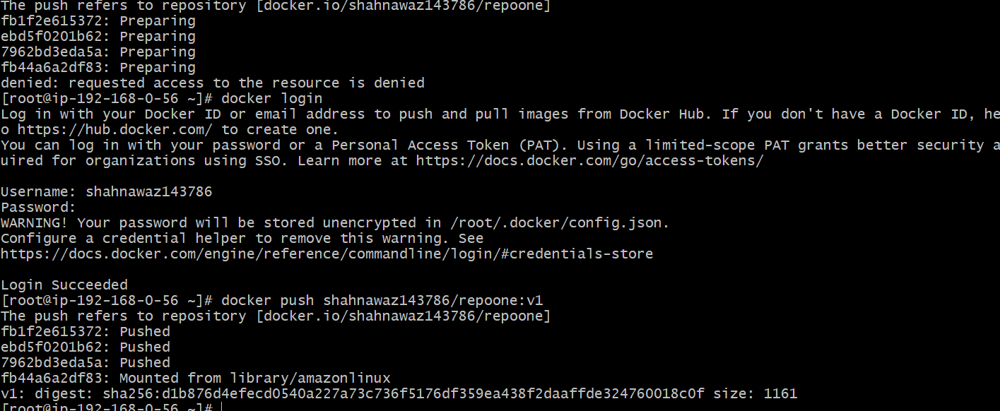 The push refers to repository [docker.io/shahnawaz143786/repoone]
fb1f2e615372: Preparing
ebd5f0201b62: Preparing
7962bd3eda5a: Preparing
fb44a6a2df83: Preparing
denied: requested access to the resource is denied
[root@ip-192-168-0-56 ~]# docker login
Log in with your Docker ID or email address to push and pull images from Docker Hub. If you don't have a Docker ID, he
o https://hub.docker.com/ to create one.
You can log in with your password or a Personal Access Token (PAT). Using a limited-scope PAT grants better security a
uired for organizations using SSO. Learn more at https://docs.docker.com/go/access-tokens/
Username: shahnawaz143786
Password:
WARNING! Your password will be stored unencrypted in /root/.docker/config.json.
Configure a credential helper to remove this warning. See
https://docs.docker.com/engine/reference/commandline/login/#credentials-store
Login Succeeded
[root@ip-192-168-0-56 ~]# docker push shahnawaz143786/repoone:v1
The push refers to repository [docker.io/shahnawaz143786/repoone]
fb1f2e615372: Pushed
ebd5f0201b62: Pushed
7962bd3eda5a: Pushed
fb44a6a2df83: Mounted from library/amazonlinux
v1: digest: sha256:d1b876d4efecd0540a227a73c736f5176df359ea438f2daaffde324760018c0f size: 1161
[root@ip-192-168-0-56 ~]#